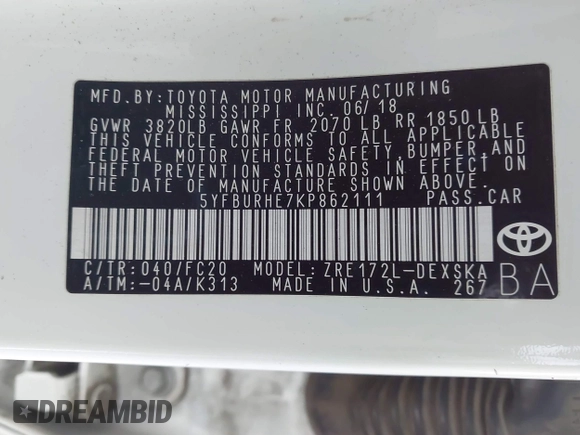 MFD.BY:TOYOTA MOTOR MANUFACTURING
MISSISSIPPI INC. 06/18
GVWR 3820LB GAWR FR 2070 LB RR 1850 LB
THIS VEHICLE CONFORMS TO ALL APPLICABLE
FEDERAL MOTOR VEHICLE SAFETY,BUMPER,AND
THEFT PREVENTION STANDARDS IN EFFECT ON
THE DATE OF MANUFACTURE SHOWN ABOVE.
5YFBURHE7KP862111 PASS.CAR
TOYOTA
C/TR: 040/FC20 MODEL: ZRE172L-DEXSKA
A/TM:-04A/K313 MADE IN U.S.A. 267
BA
DREAMBID